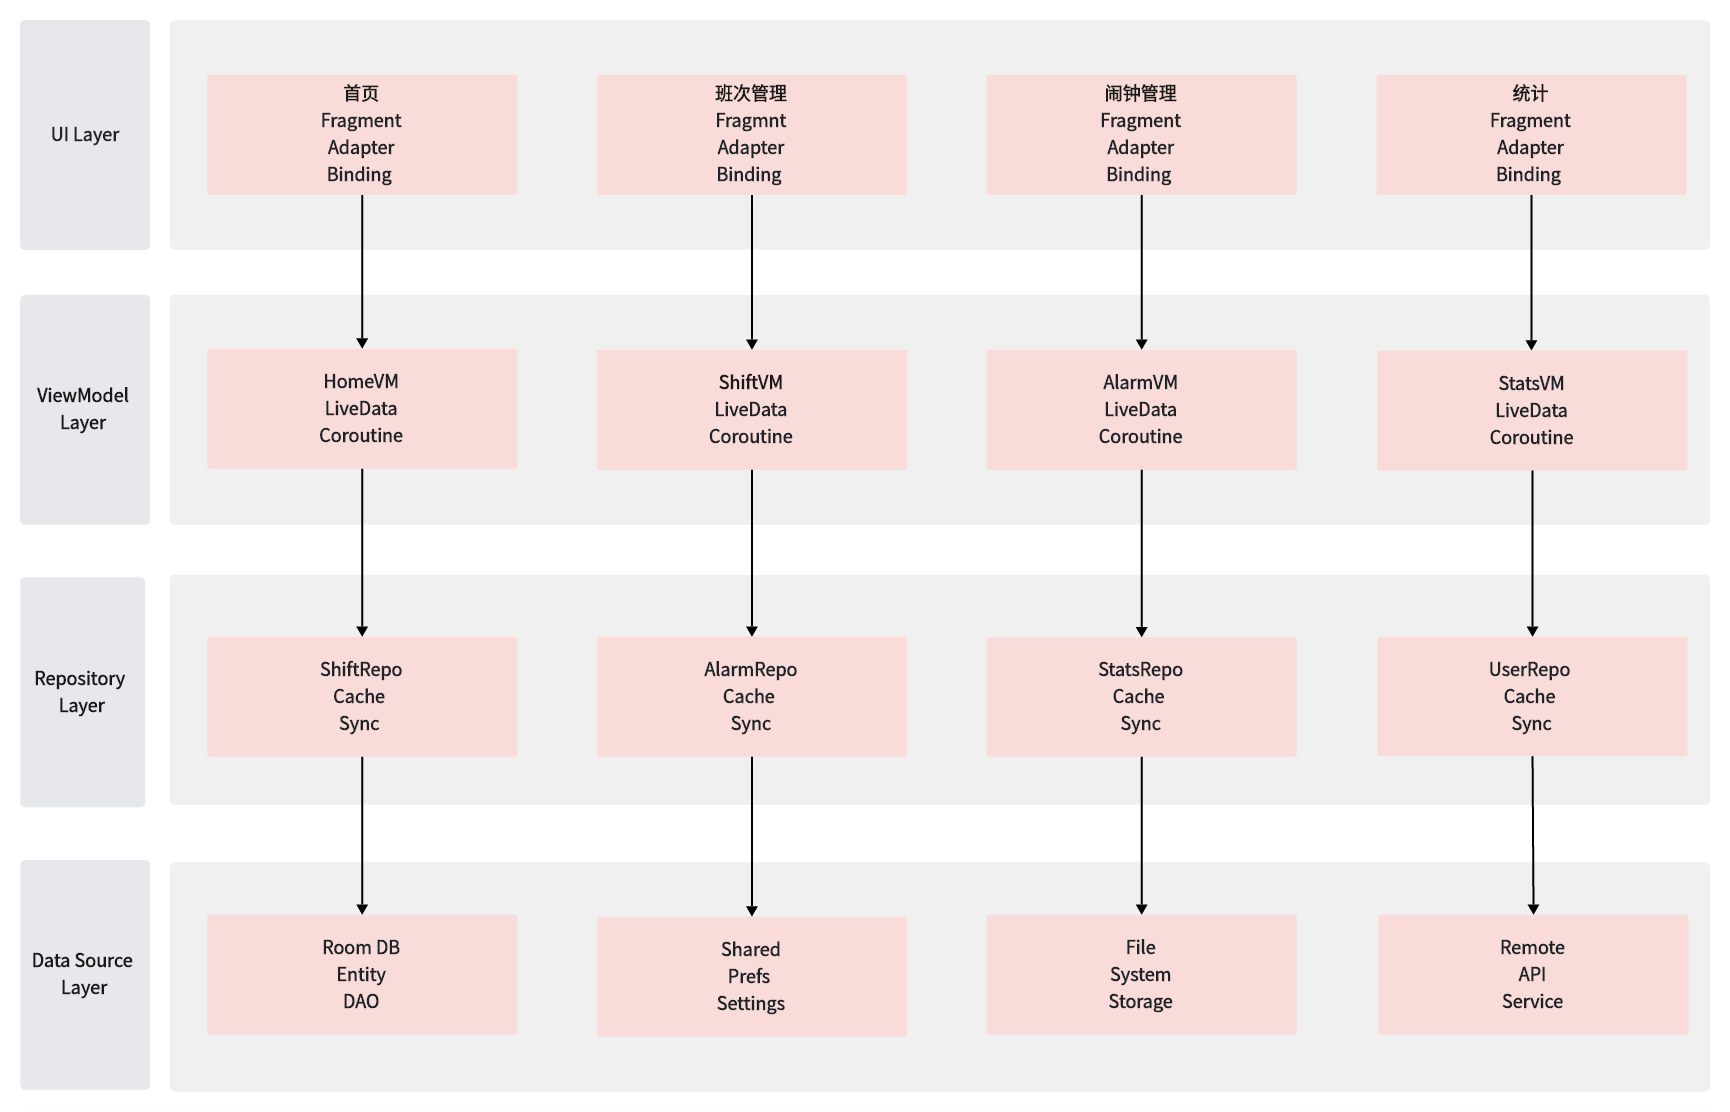 UI Layer
首页
Fragment
Adapter
Binding
班次管理
Fragmnt
Adapter
Binding
闹钟管理
Fragment
Adapter
Binding
统计
Fragment
Adapter
Binding
ViewModel
Layer
HomeVM
LiveData
Coroutine
ShiftVM
LiveData
Coroutine
AlarmVM
LiveData
Coroutine
StatsVM
LiveData
Coroutine
Repository
Layer
ShiftRepo
Cache
Sync
AlarmRepo
Cache
Sync
StatsRepo
Cache
Sync
UserRepo
Cache
Sync
Data Source
Layer
Room DB
Entity
DAO
Shared
Prefs
Settings
File
System
Storage
Remote
API
Service